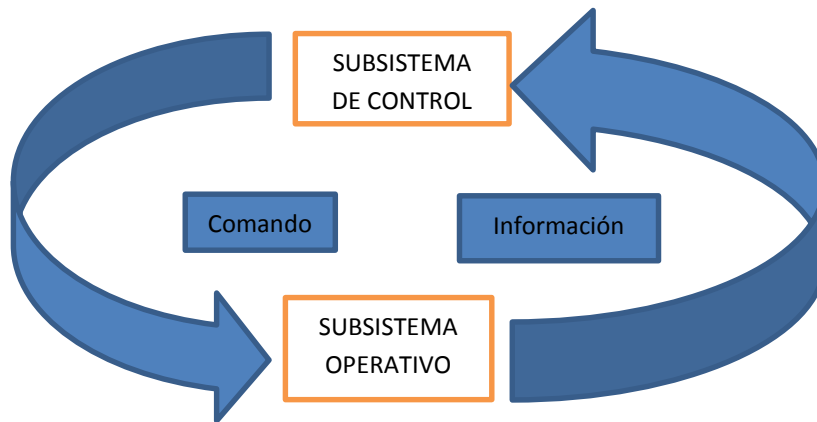 SUBSISTEMA
DE CONTROL
Comando
Información
SUBSISTEMA
OPERATIVO